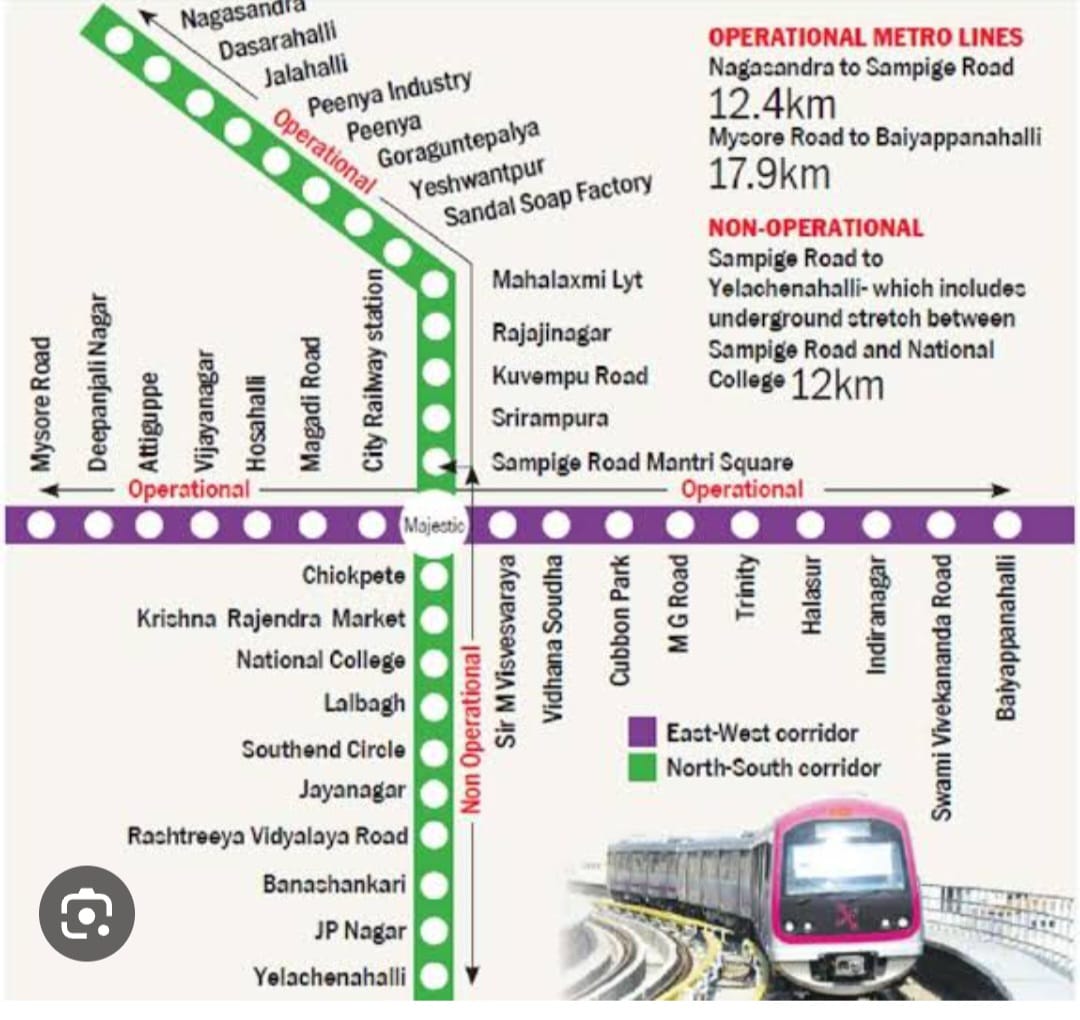 Nagasandra
Dasarahalli
Jalahalli
Peenya Industry
Peenya
Goraguntepalya
Yeshwantpur
Sandal Soap Factory
Operational
Mahalaxmi Lyt
Rajajinagar
Kuvempu Road
Srirampura
Sampige Road Mantri Square
OPERATIONAL METRO LINES
Nagasandra to Sampige Road
12.4km
Mysore Road to Baiyappanahalli
17.9km
NON-OPERATIONAL
Sampige Road to
Yelachenahalli- which includes
underground stretch between
Sampige Road and National
College 12km
Mysore Road
Deepanjali Nagar
Attiguppe
Vijayanagar
Hosahalli
Magadi Road
City Railway station
Operational
Operational
Majestic
Sir M Visvesvaraya
Vidhana Soudha
Cubbon Park
M G Road
Trinity
Halasur
Indiranagar
Swami Vivekananda Road
Baiyappanahalli
Chickpete
Krishna Rajendra Market
National College
Lalbagh
Southend Circle
Jayanagar
Rashtreeya Vidyalaya Road
Banashankari
JP Nagar
Yelachenahalli
Non Operational
East-West corridor
North-South corridor